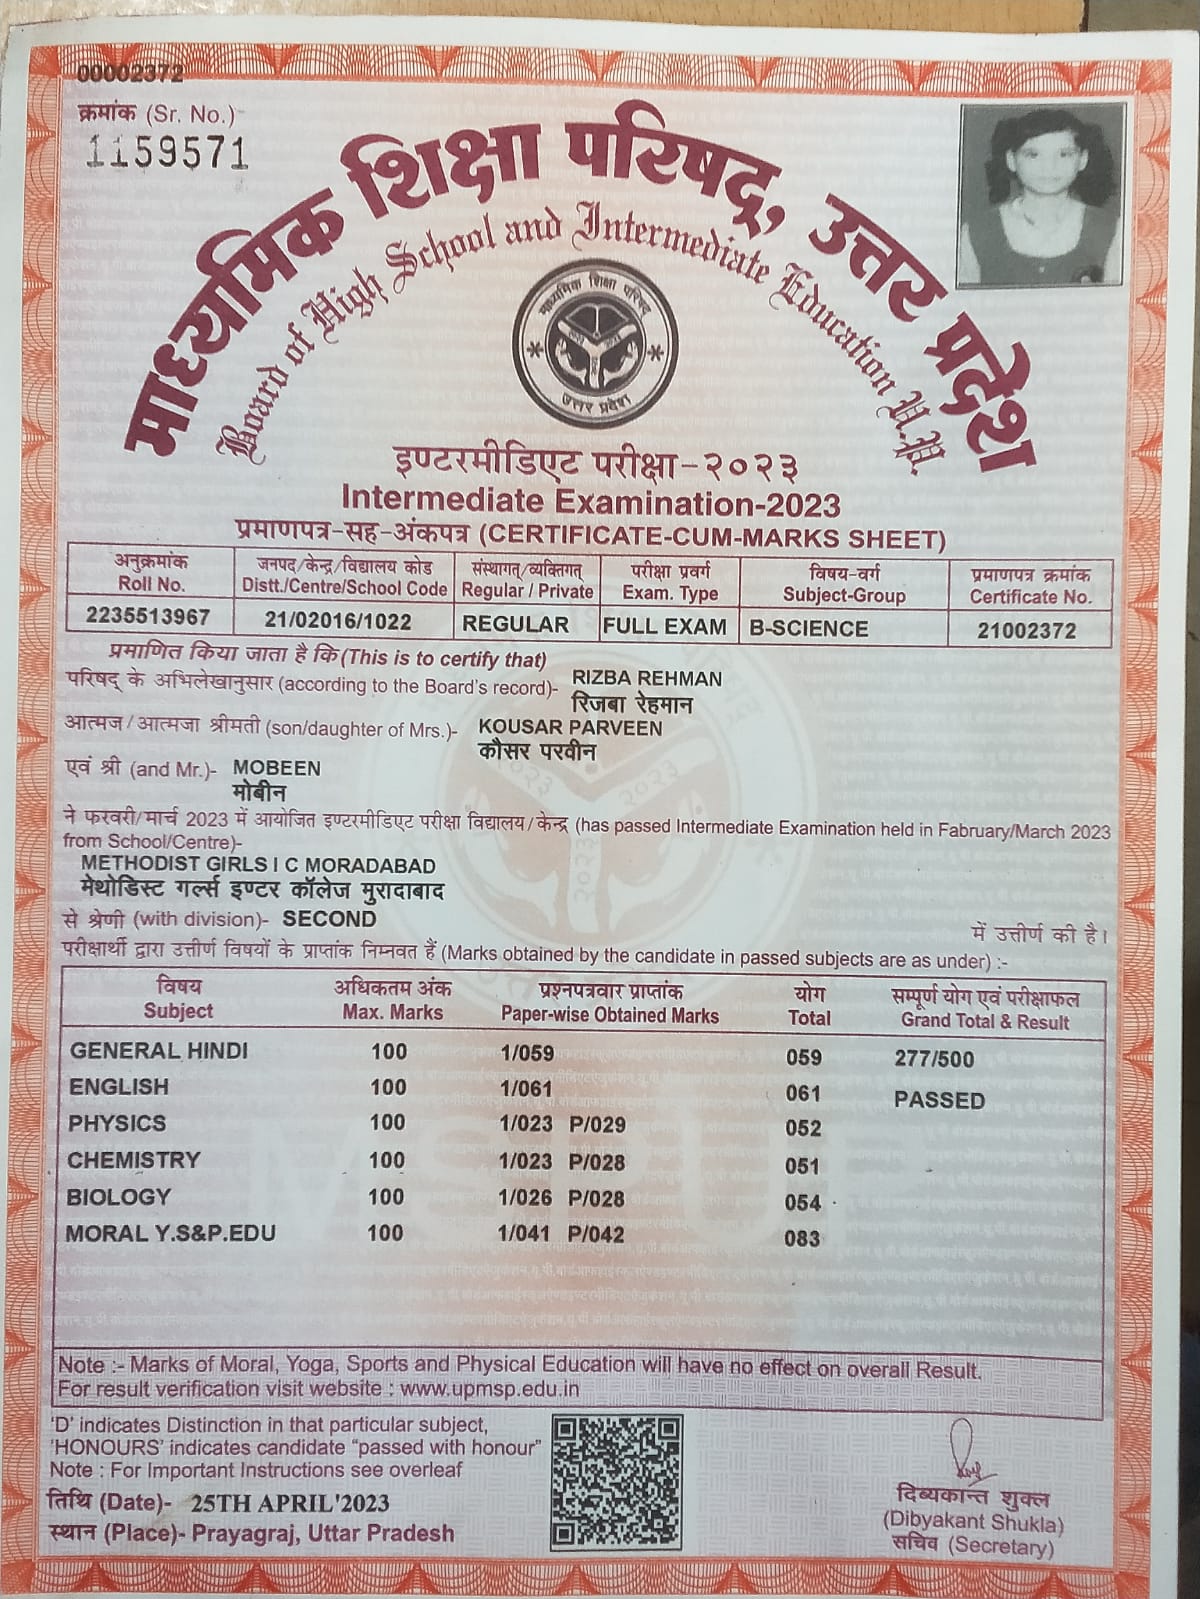 00002372
क्रमांक (Sr. No.)
1159571
माध्यमिक शिक्षा परिषद्, उत्तर प्रदेश
Board of High School and Intermediate Education U.P.
माध्यमिक शिक्षा परिषद
उत्तर प्रदेश
इण्टरमीडिएट परीक्षा-२०२३
Intermediate Examination-2023
प्रमाणपत्र-सह-अंकपत्र (CERTIFICATE-CUM-MARKS SHEET)
अनुक्रमांक जनपद/केन्द्र/विद्यालय कोड संस्थागत्/व्यक्तिगत् परीक्षा प्रवर्ग विषय-वर्ग प्रमाणपत्र क्रमांक
Roll No. Distt./Centre/School Code Regular / Private Exam. Type Subject-Group Certificate No.
2235513967 21/02016/1022 REGULAR FULL EXAM B-SCIENCE 21002372
प्रमाणित किया जाता है कि (This is to certify that)
परिषद् के अभिलेखानुसार (according to the Board's record)- RIZBA REHMAN
रिजबा रेहमान
आत्मज/आत्मजा श्रीमती (son/daughter of Mrs.)- KOUSAR PARVEEN
कौसर परवीन
एवं श्री (and Mr.)- MOBEEN
मोबीन
ने फरवरी/मार्च 2023 में आयोजित इण्टरमीडिएट परीक्षा विद्यालय/केन्द्र (has passed Intermediate Examination held in Fabruary/March 2023
from School/Centre)-
METHODIST GIRLS I C MORADABAD
मेथोडिस्ट गर्ल्स इण्टर कॉलेज मुरादाबाद
से श्रेणी (with division)- SECOND में उत्तीर्ण की है।
परीक्षार्थी द्वारा उत्तीर्ण विषयों के प्राप्तांक निम्नवत हैं (Marks obtained by the candidate in passed subjects are as under) :-
विषय अधिकतम अंक प्रश्नपत्रवार प्राप्तांक योग सम्पूर्ण योग एवं परीक्षाफल
Subject Max. Marks Paper-wise Obtained Marks Total Grand Total & Result
GENERAL HINDI 100 1/059 059 277/500
ENGLISH 100 1/061 061 PASSED
PHYSICS 100 1/023 P/029 052
CHEMISTRY 100 1/023 P/028 051
BIOLOGY 100 1/026 P/028 054
MORAL Y.S&P.EDU 100 1/041 P/042 083
Note :- Marks of Moral, Yoga, Sports and Physical Education will have no effect on overall Result.
For result verification visit website : www.upmsp.edu.in
'D' indicates Distinction in that particular subject,
'HONOURS' indicates candidate "passed with honour"
Note : For Important Instructions see overleaf
तिथि (Date)- 25TH APRIL'2023
स्थान (Place)- Prayagraj, Uttar Pradesh
दिब्यकान्त शुक्ल
(Dibyakant Shukla)
सचिव (Secretary)